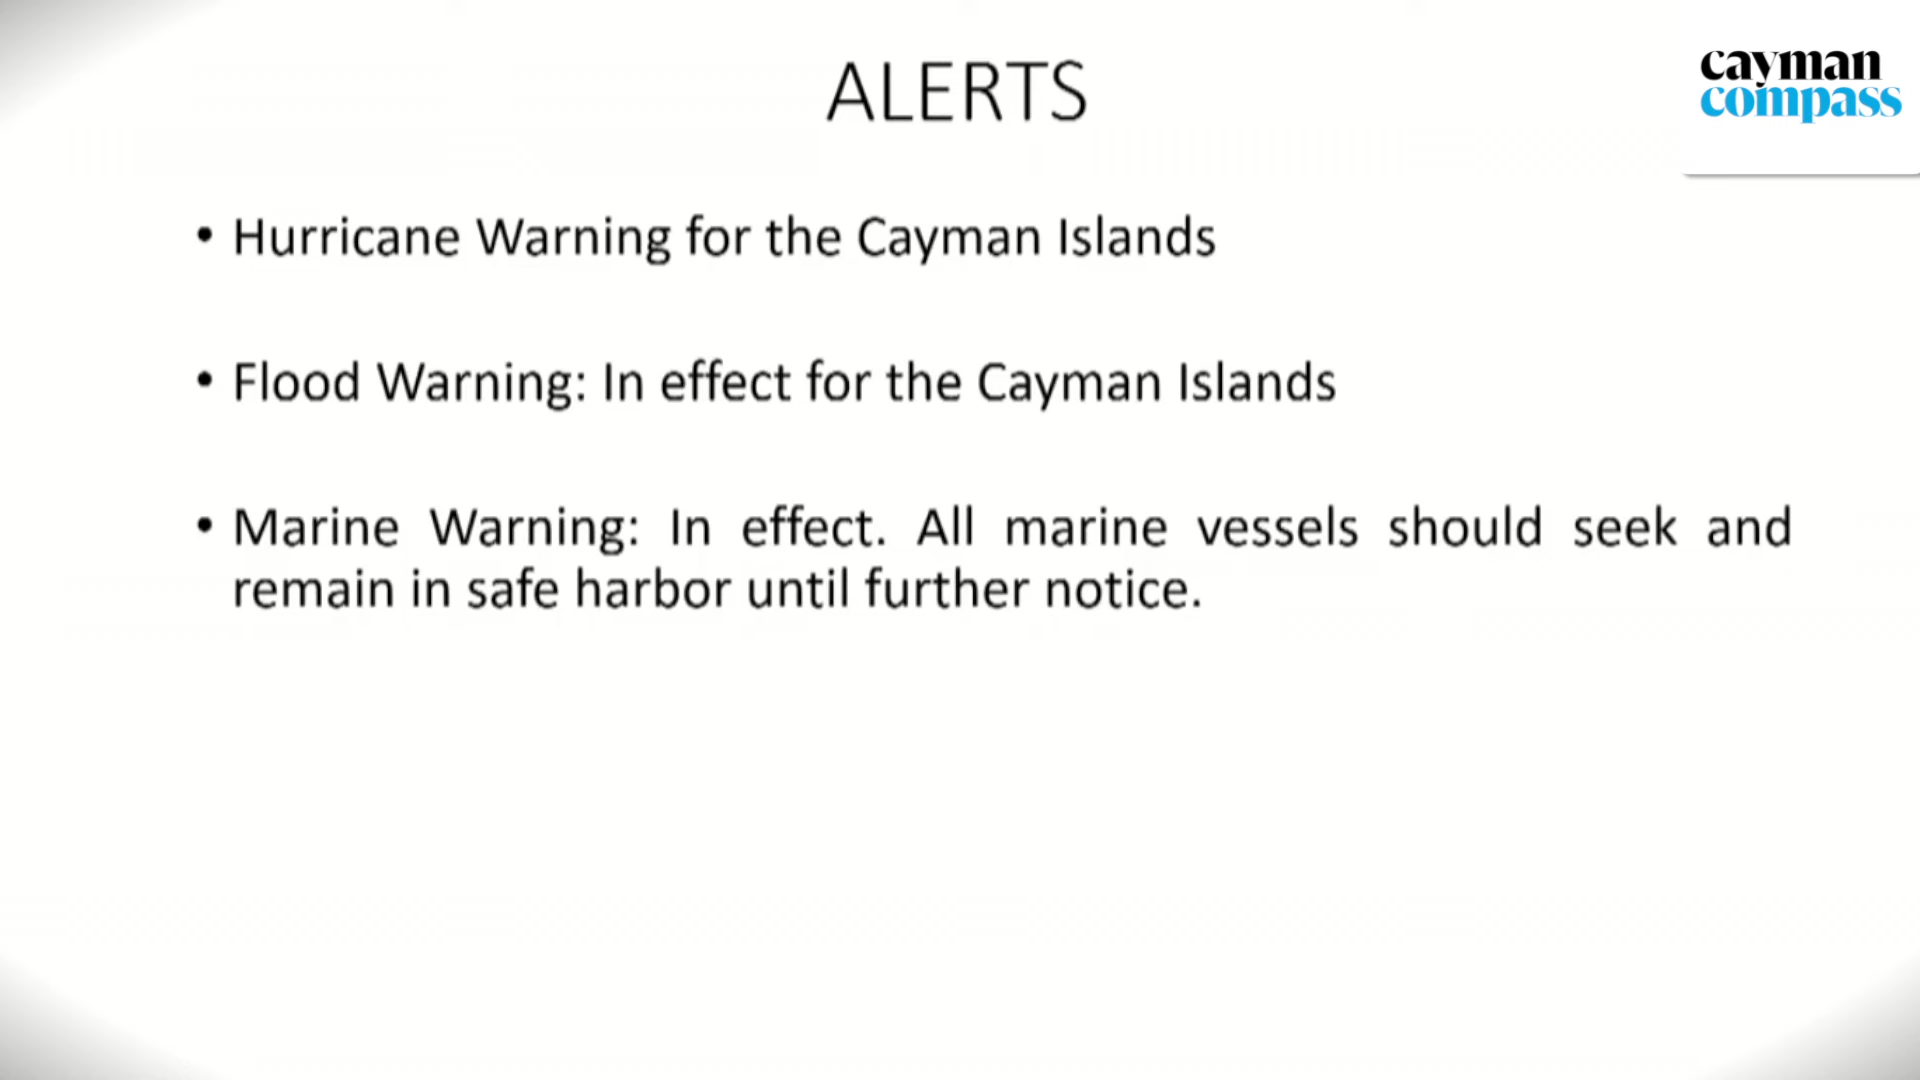 ALERTS
cayman
compass
• Hurricane Warning for the Cayman Islands
• Flood Warning: In effect for the Cayman Islands
• Marine Warning: In effect. All marine vessels should seek and
remain in safe harbor until further notice.